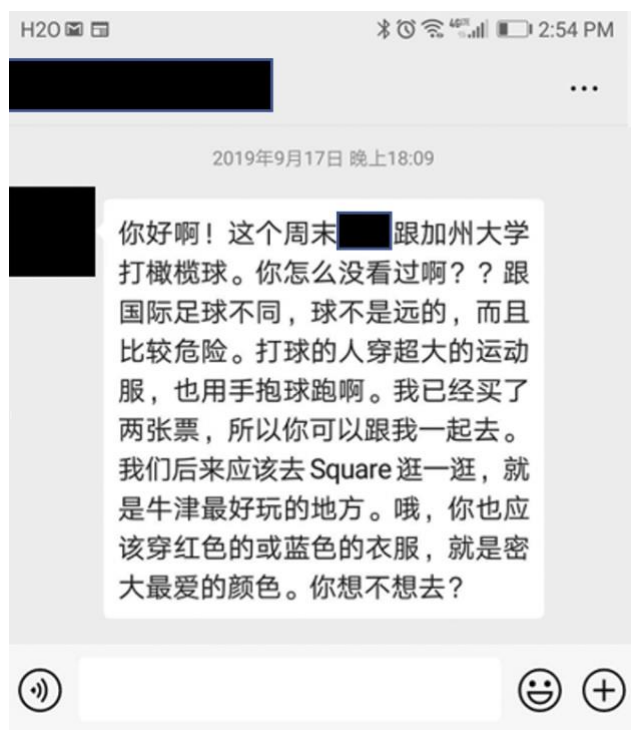 H2O 2:54 PM
2019年9月17日 晚上18:09
你好啊！这个周末 跟加州大学
打橄榄球。你怎么没看过啊？？跟
国际足球不同，球不是远的，而且
比较危险。打球的人穿超大的运动
服，也用手抱球跑啊。我已经买了
两张票，所以你可以跟我一起去。
我们后来应该去Square逛一逛，就
是牛津最好玩的地方。哦，你也应
该穿红色的或蓝色的衣服，就是密
大最爱的颜色。你想不想去？